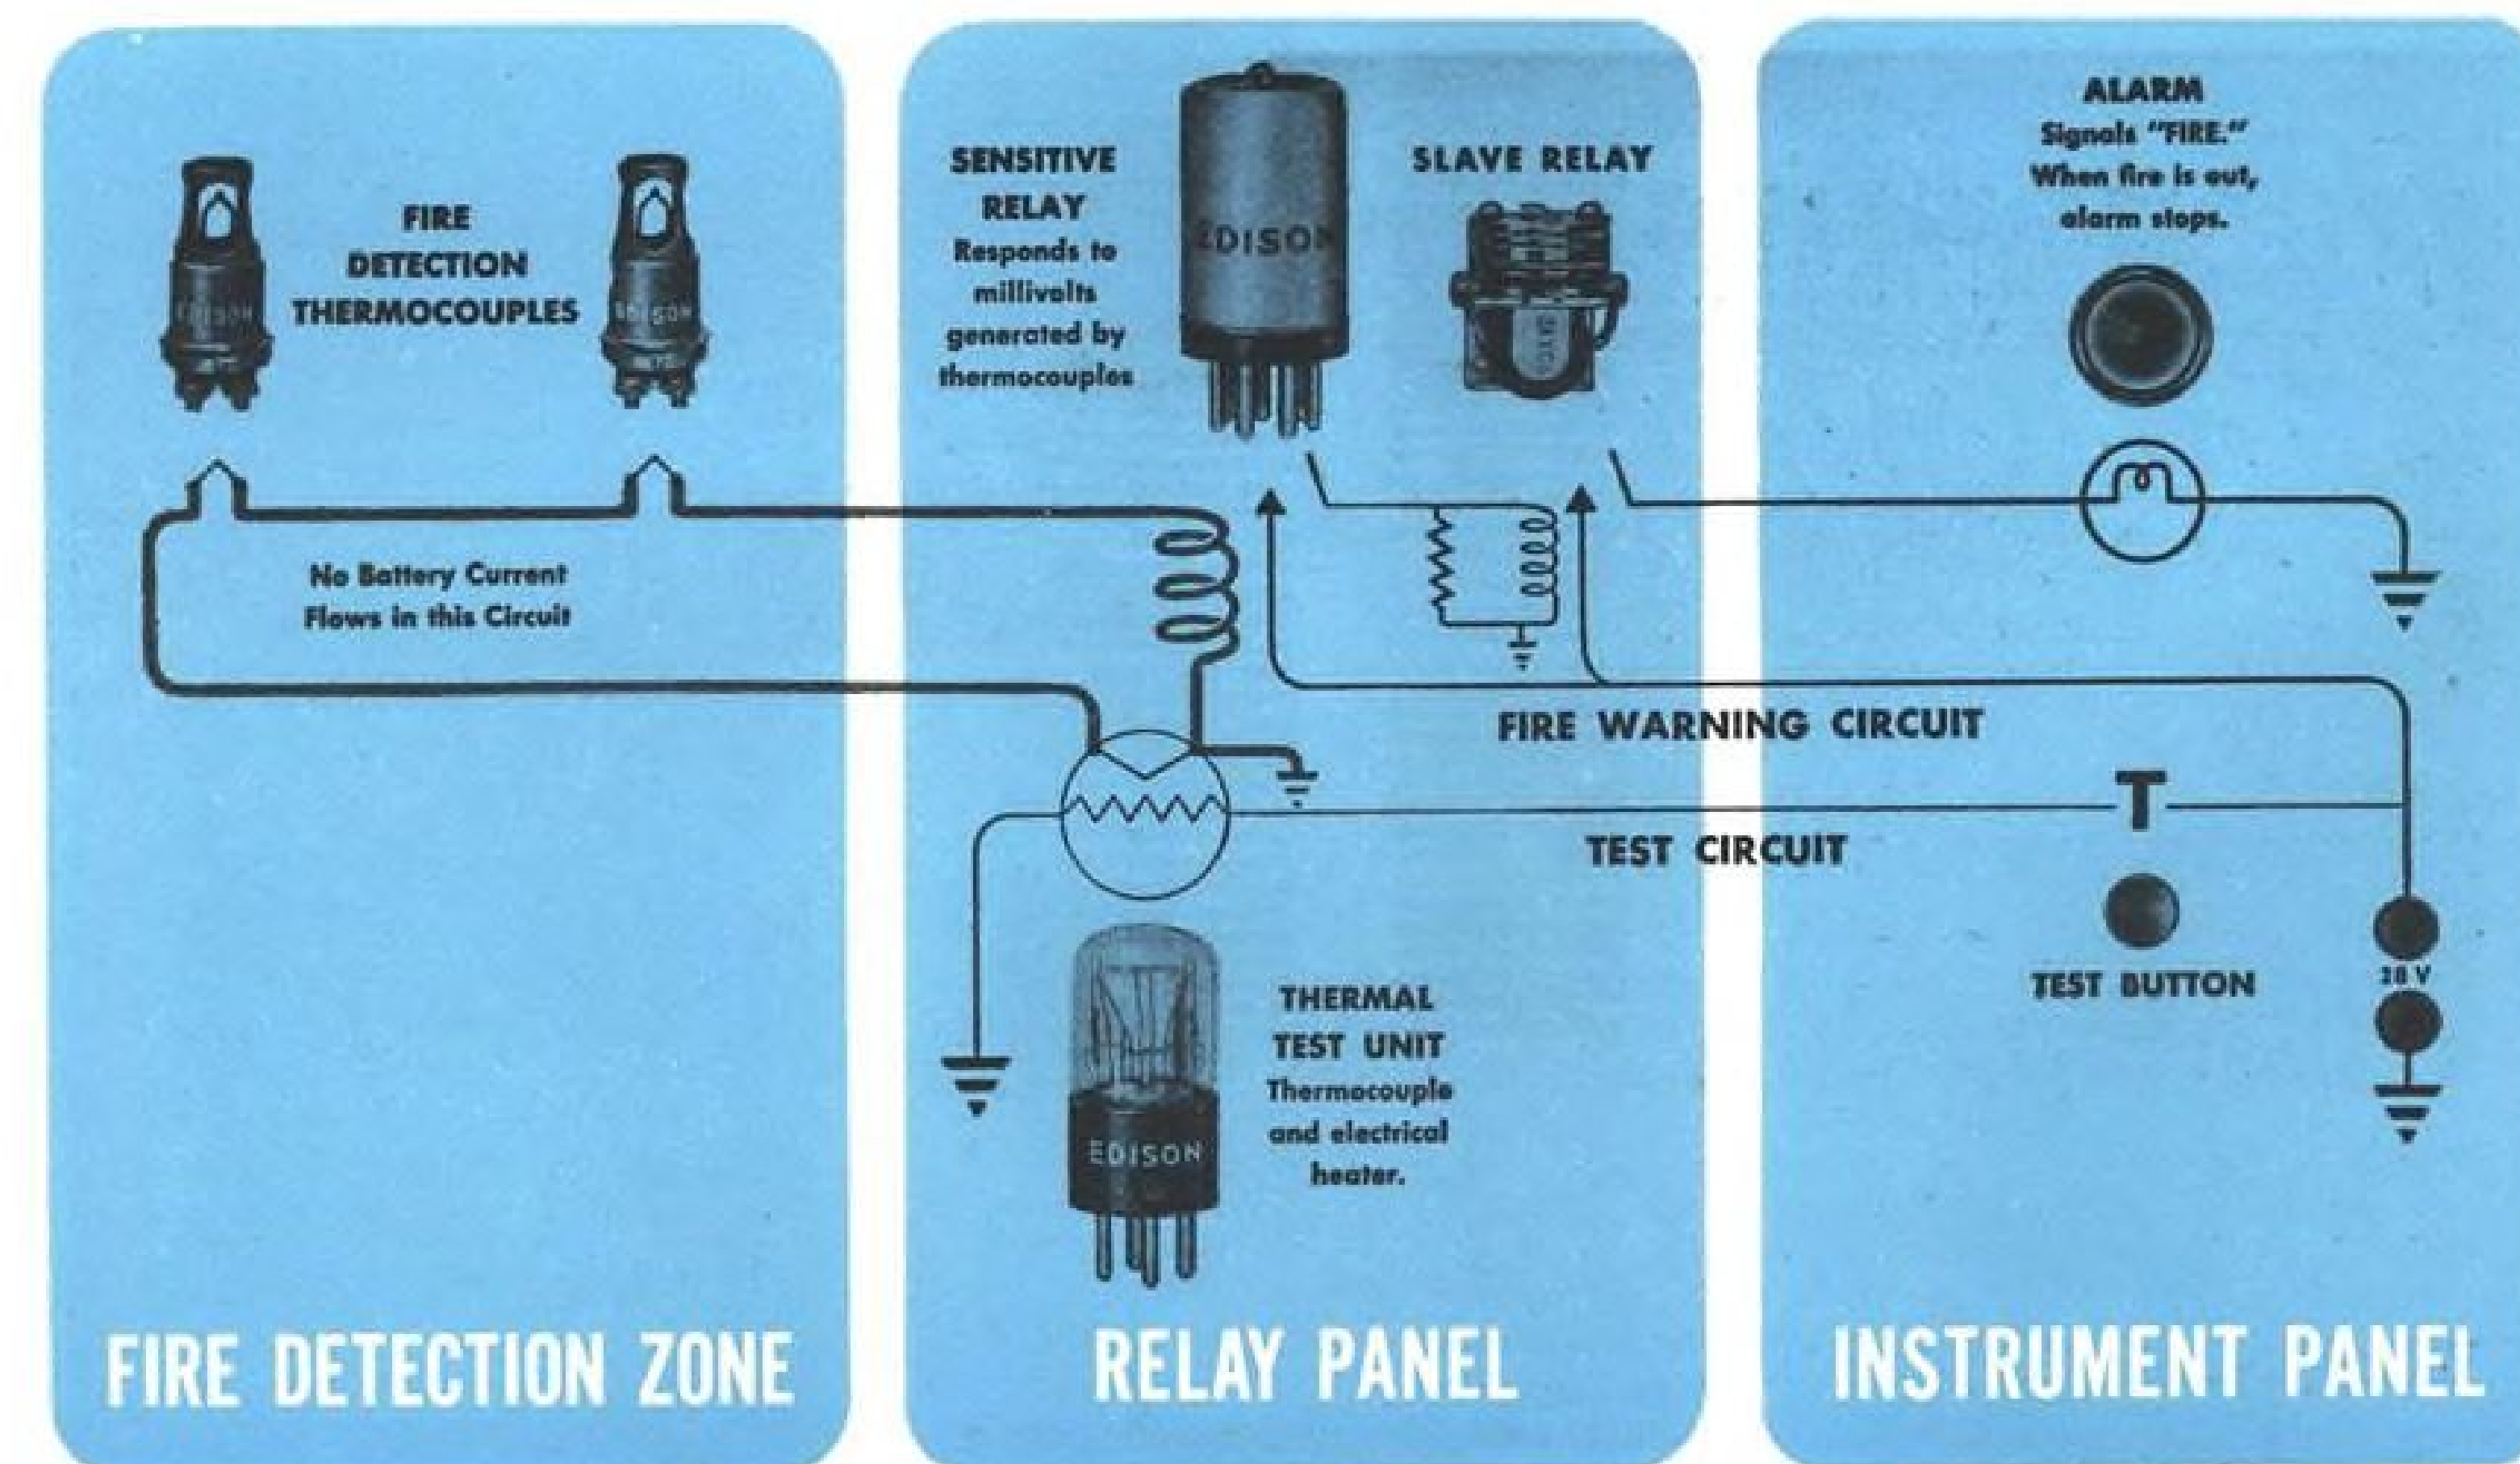 FIRE
DETECTION
THERMOCOUPLES
EDISON
EDISON
No Battery Current
Flows in this Circuit
FIRE DETECTION ZONE
SENSITIVE
RELAY
Responds to
millivolts
generated by
thermocouples
EDISON
SLAVE RELAY
FIRE WARNING CIRCUIT
TEST CIRCUIT
THERMAL
TEST UNIT
Thermocouple
and electrical
heater.
EDISON
RELAY PANEL
ALARM
Signals "FIRE."
When fire is out,
alarm stops.
TEST BUTTON
28 V
INSTRUMENT PANEL